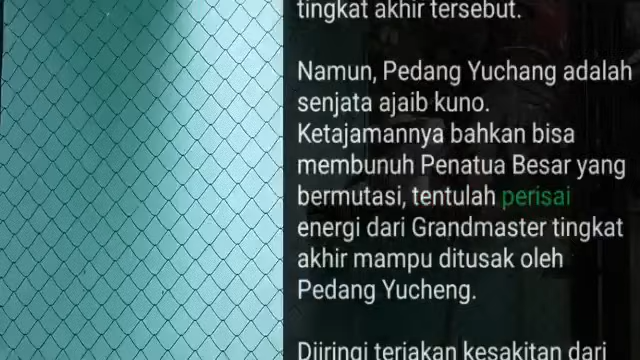 tingkat akhir tersebut.
Namun, Pedang Yuchang adalah
senjata ajaib kuno.
Ketajamannya bahkan bisa
membunuh Penatua Besar yang
bermutasi, tentulah perisai
energi dari Grandmaster tingkat
akhir mampu ditusak oleh
Pedang Yucheng.
Diiringi teriakan kesakitan dari